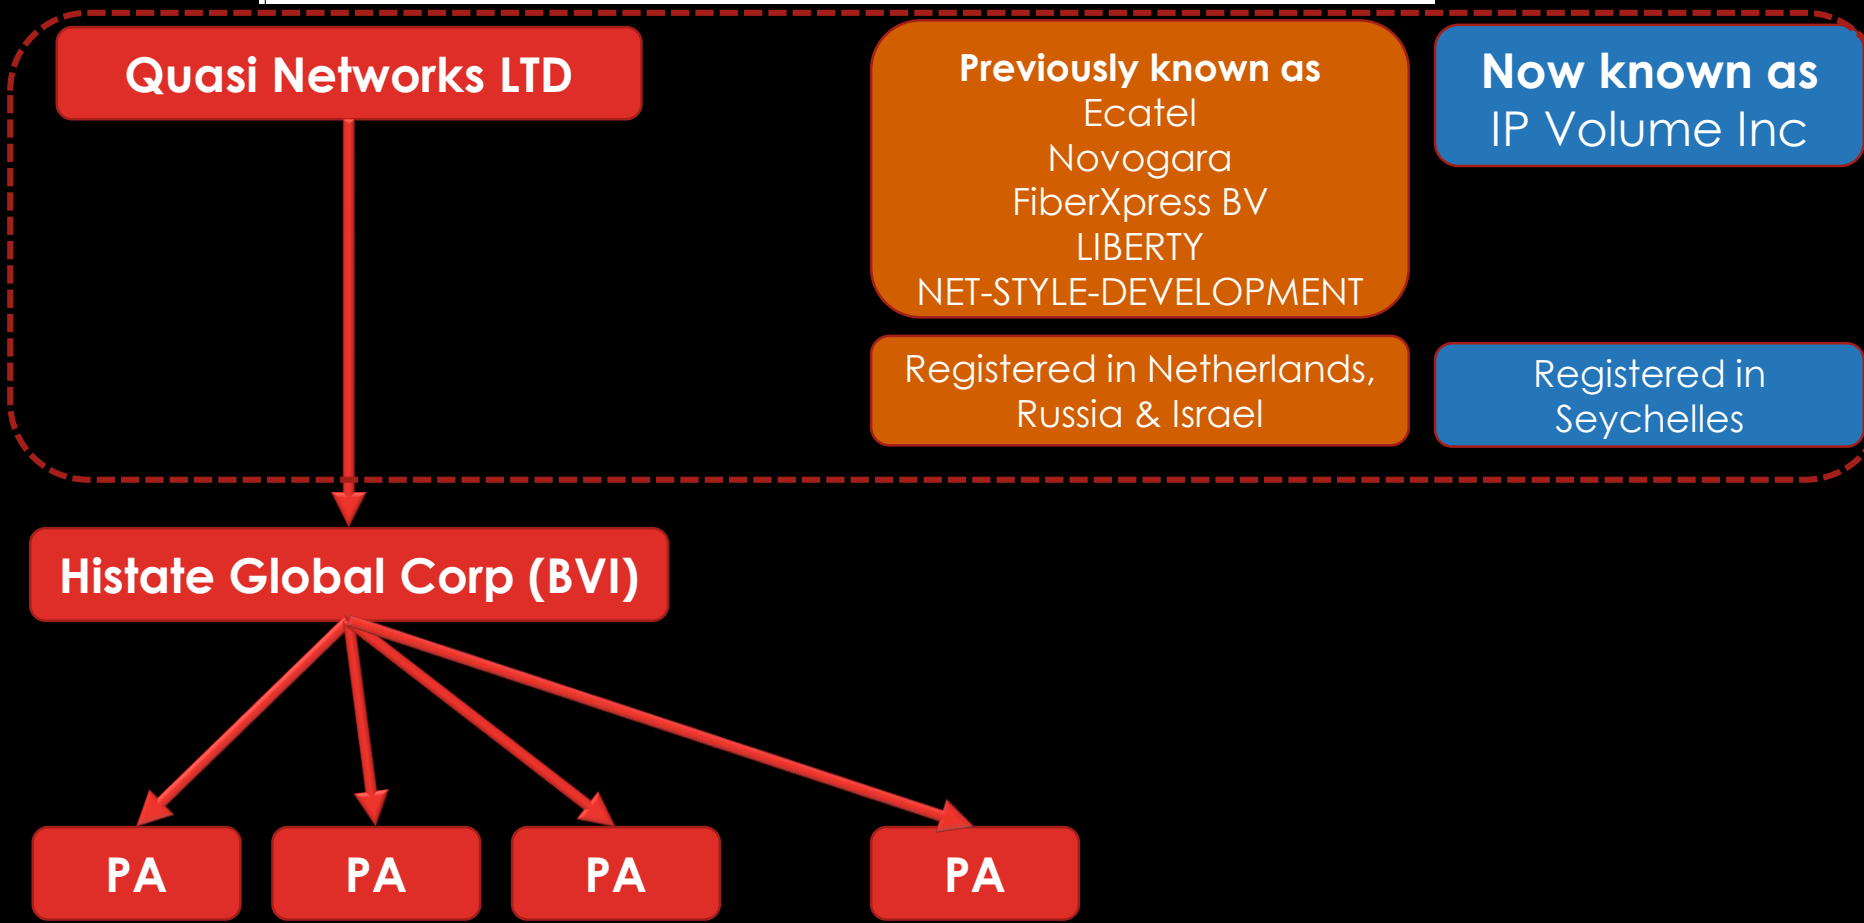 Quasi Networks LTD
Previously known as
Ecatel
Novogara
FiberXpress BV
LIBERTY
NET-STYLE-DEVELOPMENT
Now known as
IP Volume Inc
Registered in Netherlands,
Russia & Israel
Registered in
Seychelles
Histate Global Corp (BVI)
PA
PA
PA
PA